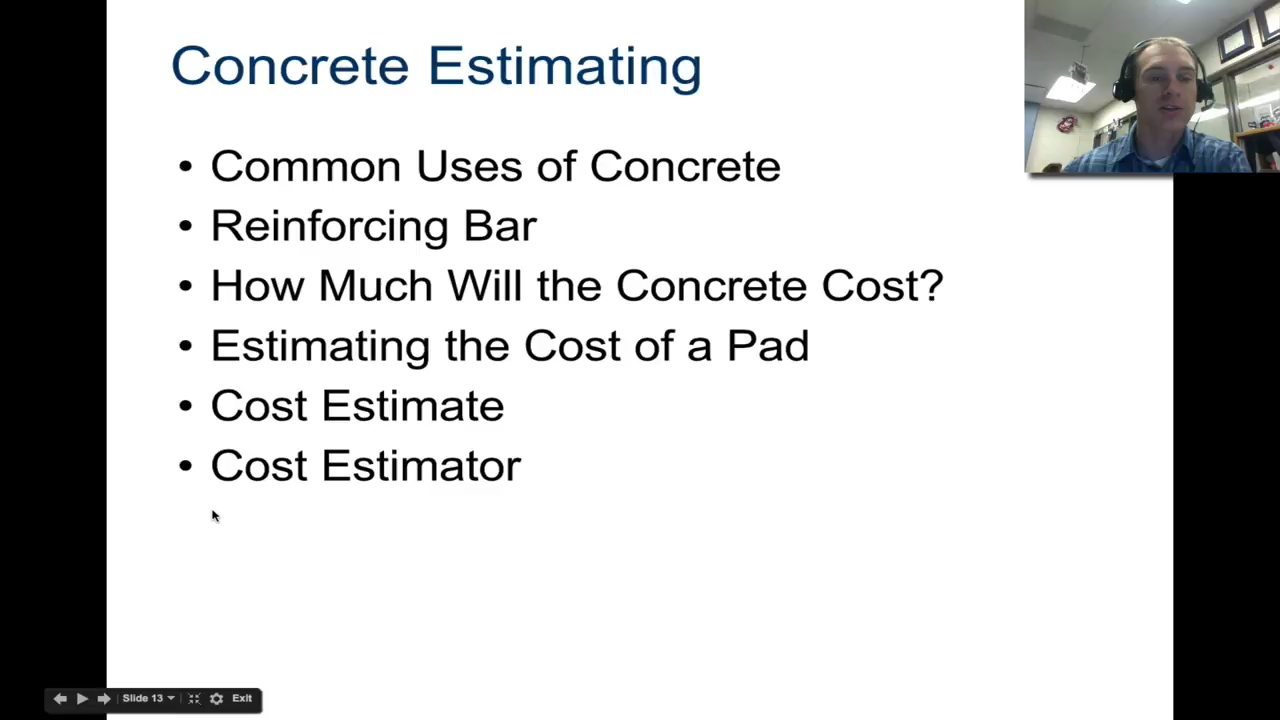 Concrete Estimating
• Common Uses of Concrete
• Reinforcing Bar
• How Much Will the Concrete Cost?
• Estimating the Cost of a Pad
• Cost Estimate
• Cost Estimator
Slide 13 Exit